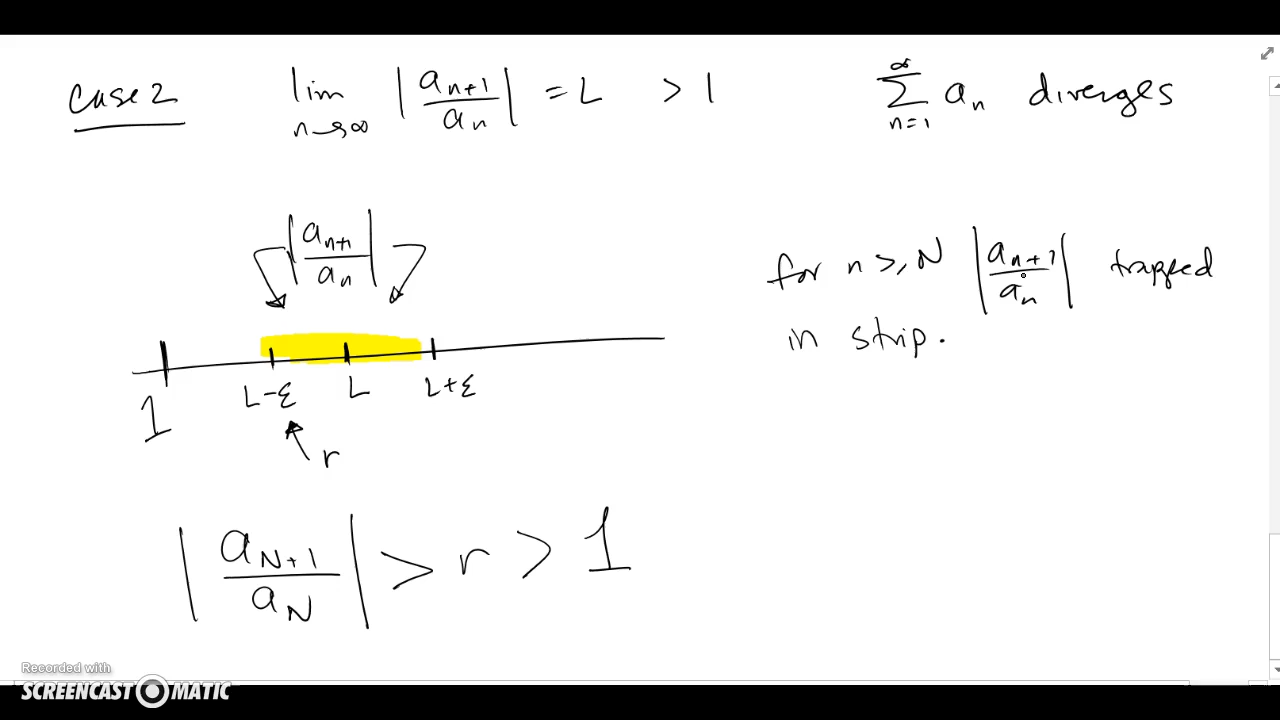 Case 2 lim n→∞ |a_{n+1}/a_n| = L > 1 ∞ Σ n=1 a_n diverges
|a_{n+1}/a_n|
for n ≥ N |a_{n+1}/a_n| trapped
in strip.
1 L-ε L L+ε
r
|a_{N+1}/a_N| > r > 1
Recorded with
SCREENCAST O MATIC